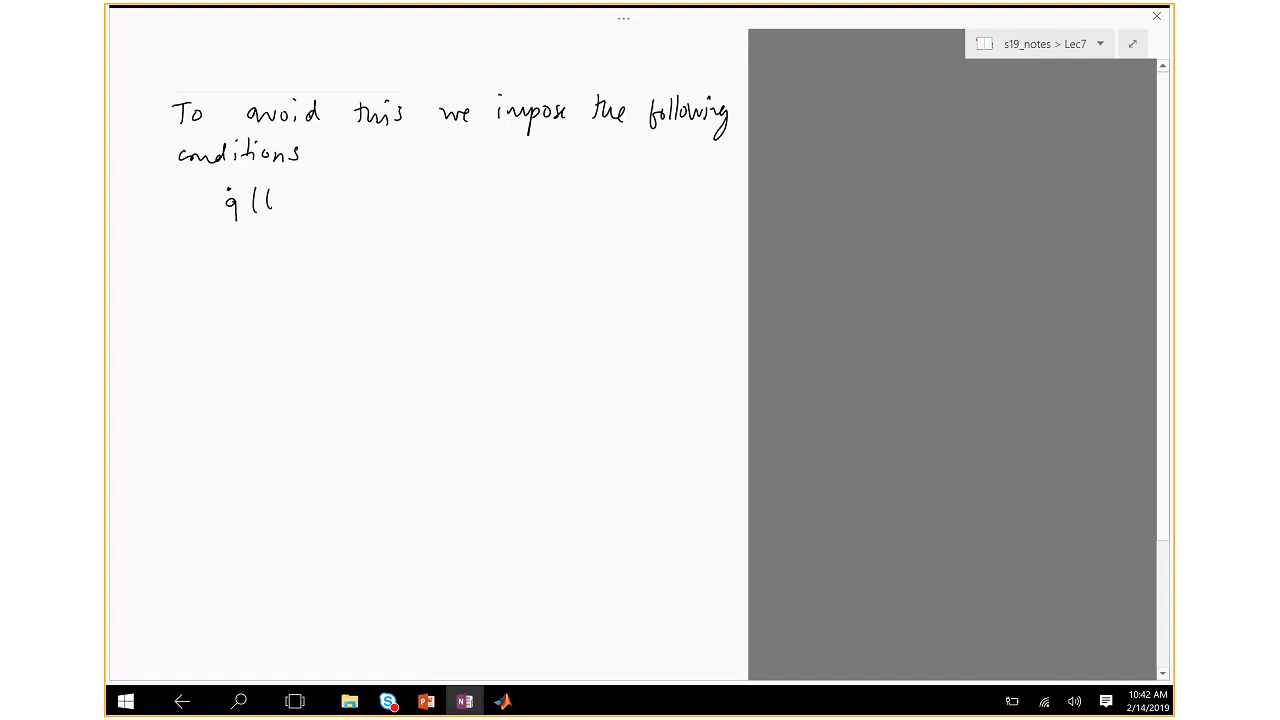 s19_notes > Lec7
To avoid this we impose the following
conditions
q̇ ((
10:42 AM
2/14/2019